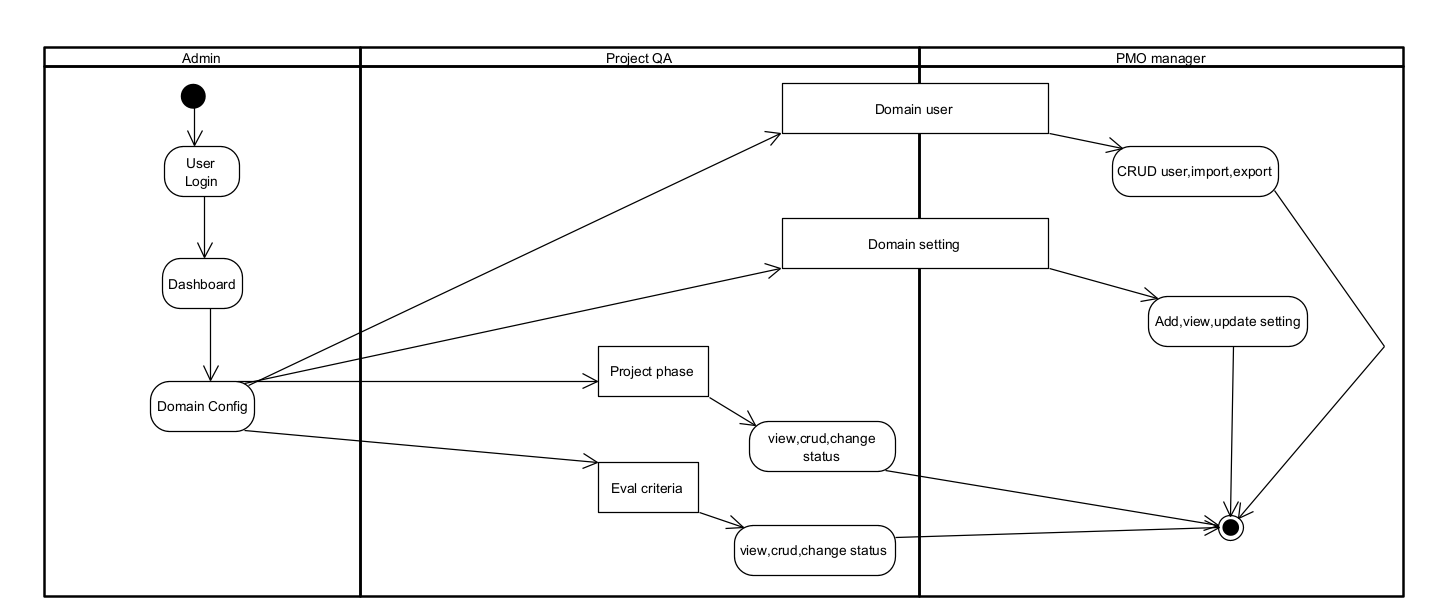 Admin
Project QA
PMO manager
Domain user
User
Login
CRUD user,import,export
Domain setting
Dashboard
Add,view,update setting
Project phase
Domain Config
view,crud,change
status
Eval criteria
view,crud,change status